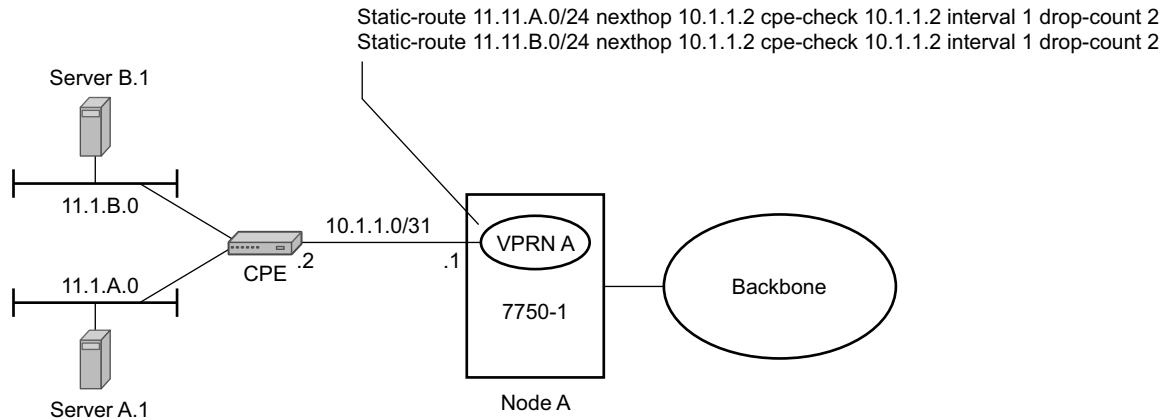 Static-route 11.11.A.0/24 nexthop 10.1.1.2 cpe-check 10.1.1.2 interval 1 drop-count 2
Static-route 11.11.B.0/24 nexthop 10.1.1.2 cpe-check 10.1.1.2 interval 1 drop-count 2
Server B.1
11.1.B.0
10.1.1.0/31
VPRN A
CPE
.2
.1
11.1.A.0
Backbone
7750-1
Server A.1
Node A